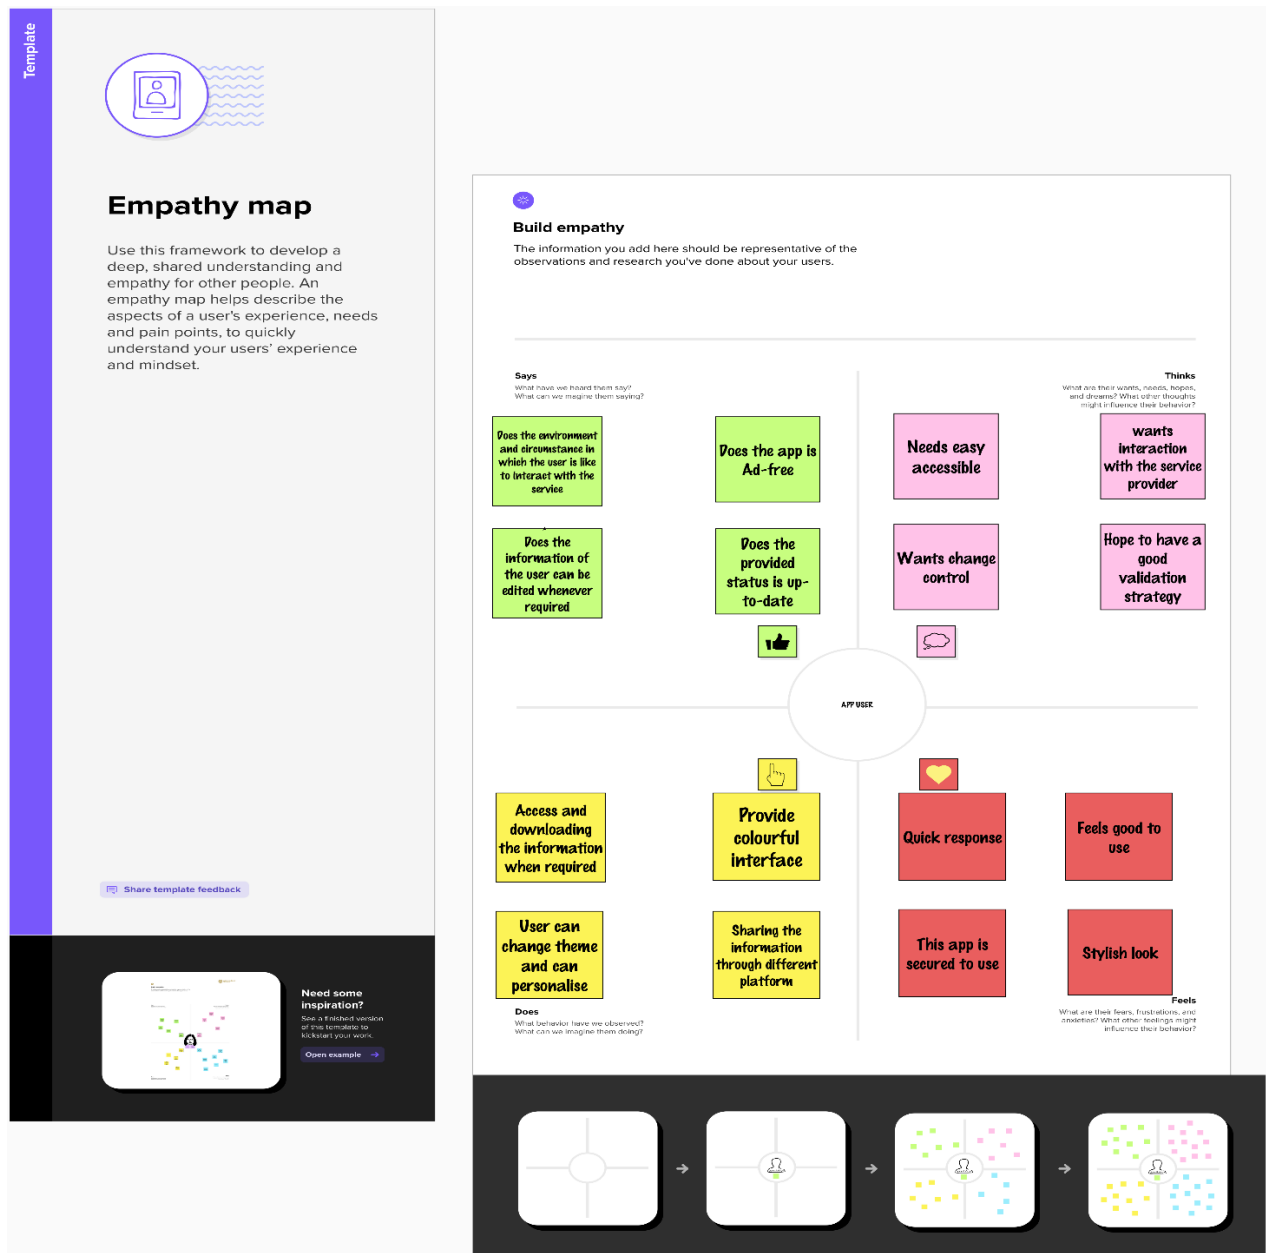 Template
Empathy map
Use this framework to develop a
deep, shared understanding and
empathy for other people. An
empathy map helps describe the
aspects of a user's experience, needs
and pain points, to quickly
understand your users' experience
and mindset.
Share template feedback
Need some
inspiration?
See a finished version
of this template to
kickstart your work.
Open example
Build empathy
The information you add here should be representative of the
observations and research you've done about your users.
Says
What have we heard them say?
What can we magine them saying?
Thinks
What are their wants, needs, hopes,
and dreams? What other thoughts
might influence their behavior?
Does the environment
and circumstance in
which the user is like
to interact with the
service
Does the app is
Ad-free
Needs easy
accessible
wants
interaction
with the service
provider
Does the
information of
the user can be
edited whenever
required
Does the
provided
status is up-
to-date
Wants change
control
Hope to have a
good
validation
strategy
APP USER
Access and
downloading
the information
when required
Provide
colourful
interface
Quick response
Feels good to
use
User can
change theme
and can
personalise
Sharing the
information
through different
platform
This app is
secured to use
Stylish look
Does
What behavior have we observed?
What can we imagine them doing?
Feels
What are their fears, frustrations, and
anxieties? What other feelings might
influence their behavior?